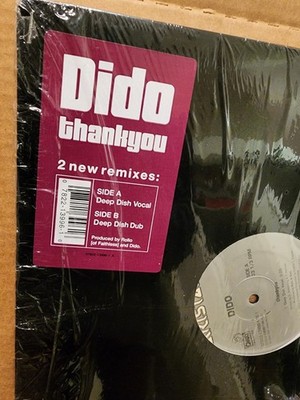 Dido
thankyou
2 new remixes:
SIDE A
Deep Dish Vocal
SIDE B
Deep Dish Dub
Produced by Rollo
[of Faithless] and Dido.
DIDO